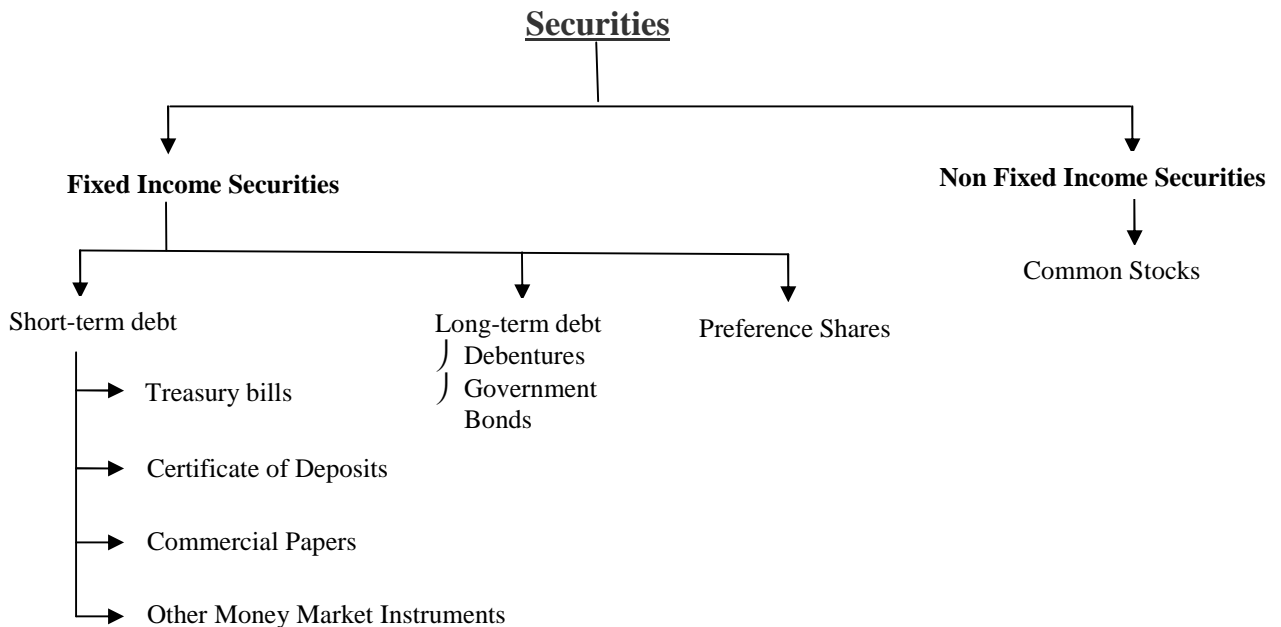 Securities
Fixed Income Securities
Non Fixed Income Securities
Common Stocks
Short-term debt
Long-term debt
Debentures
Government
Bonds
Preference Shares
Treasury bills
Certificate of Deposits
Commercial Papers
Other Money Market Instruments